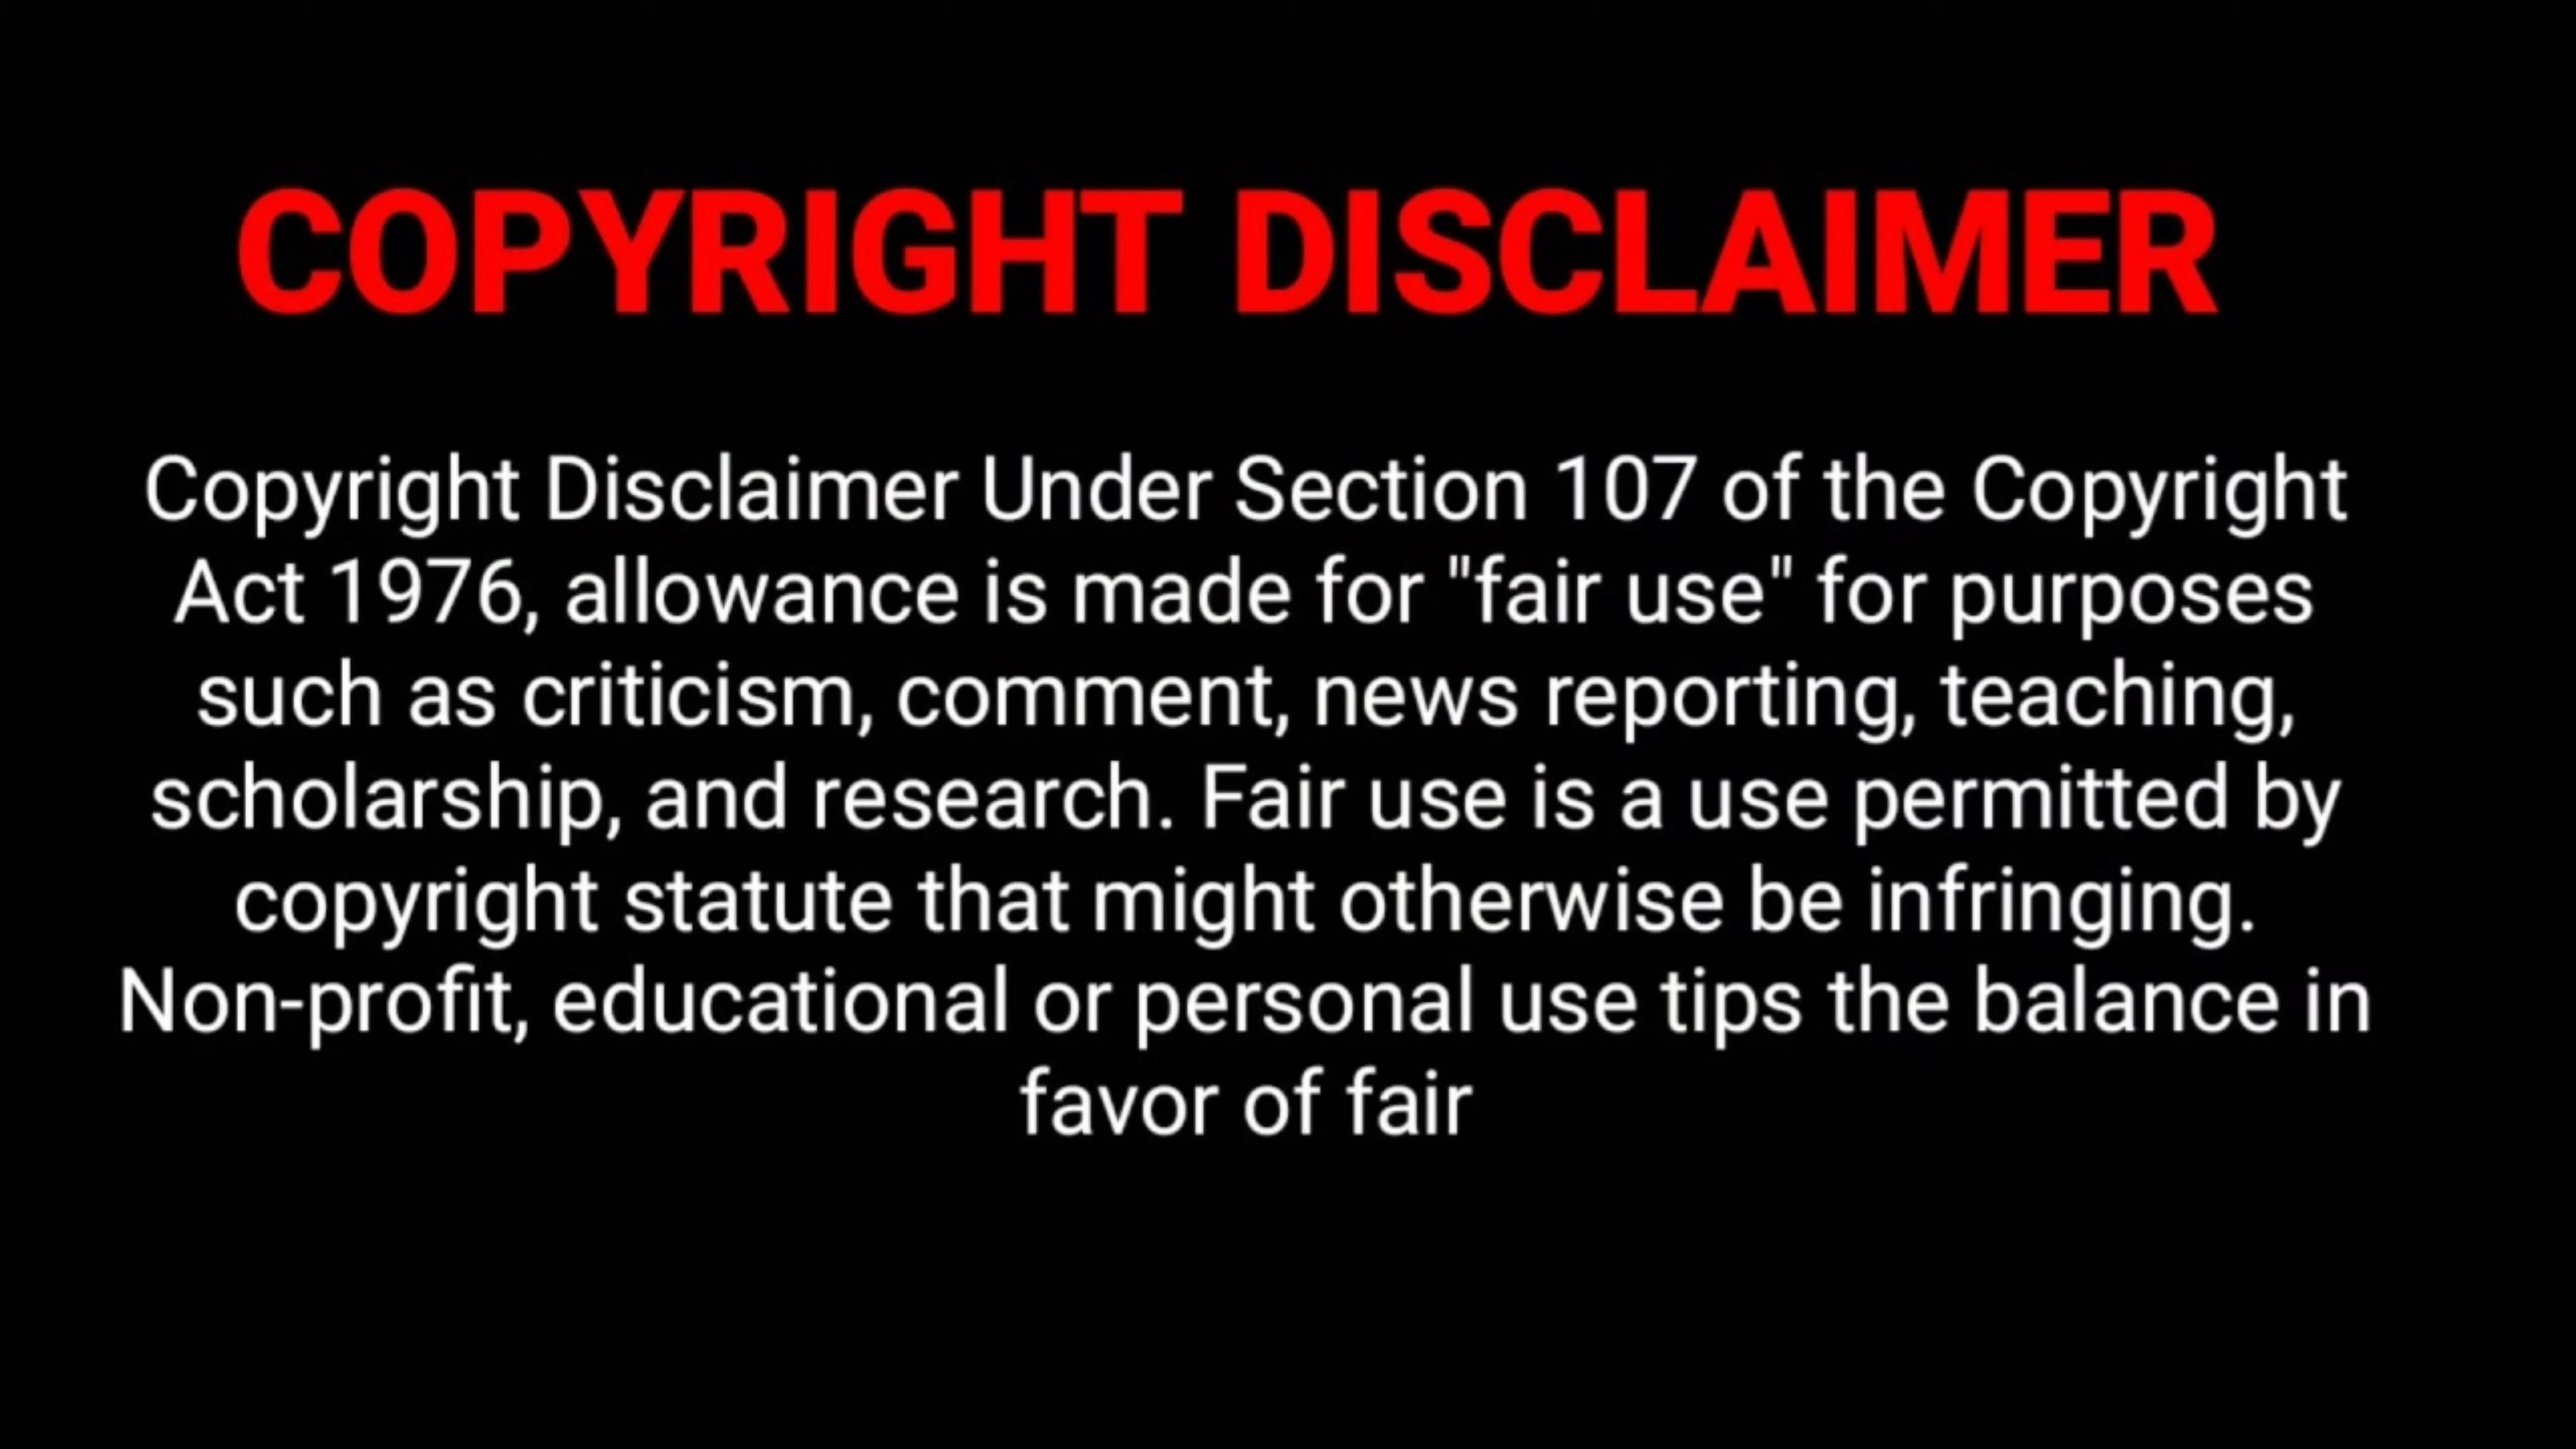 COPYRIGHT DISCLAIMER
Copyright Disclaimer Under Section 107 of the Copyright
Act 1976, allowance is made for "fair use" for purposes
such as criticism, comment, news reporting, teaching,
scholarship, and research. Fair use is a use permitted by
copyright statute that might otherwise be infringing.
Non-profit, educational or personal use tips the balance in
favor of fair